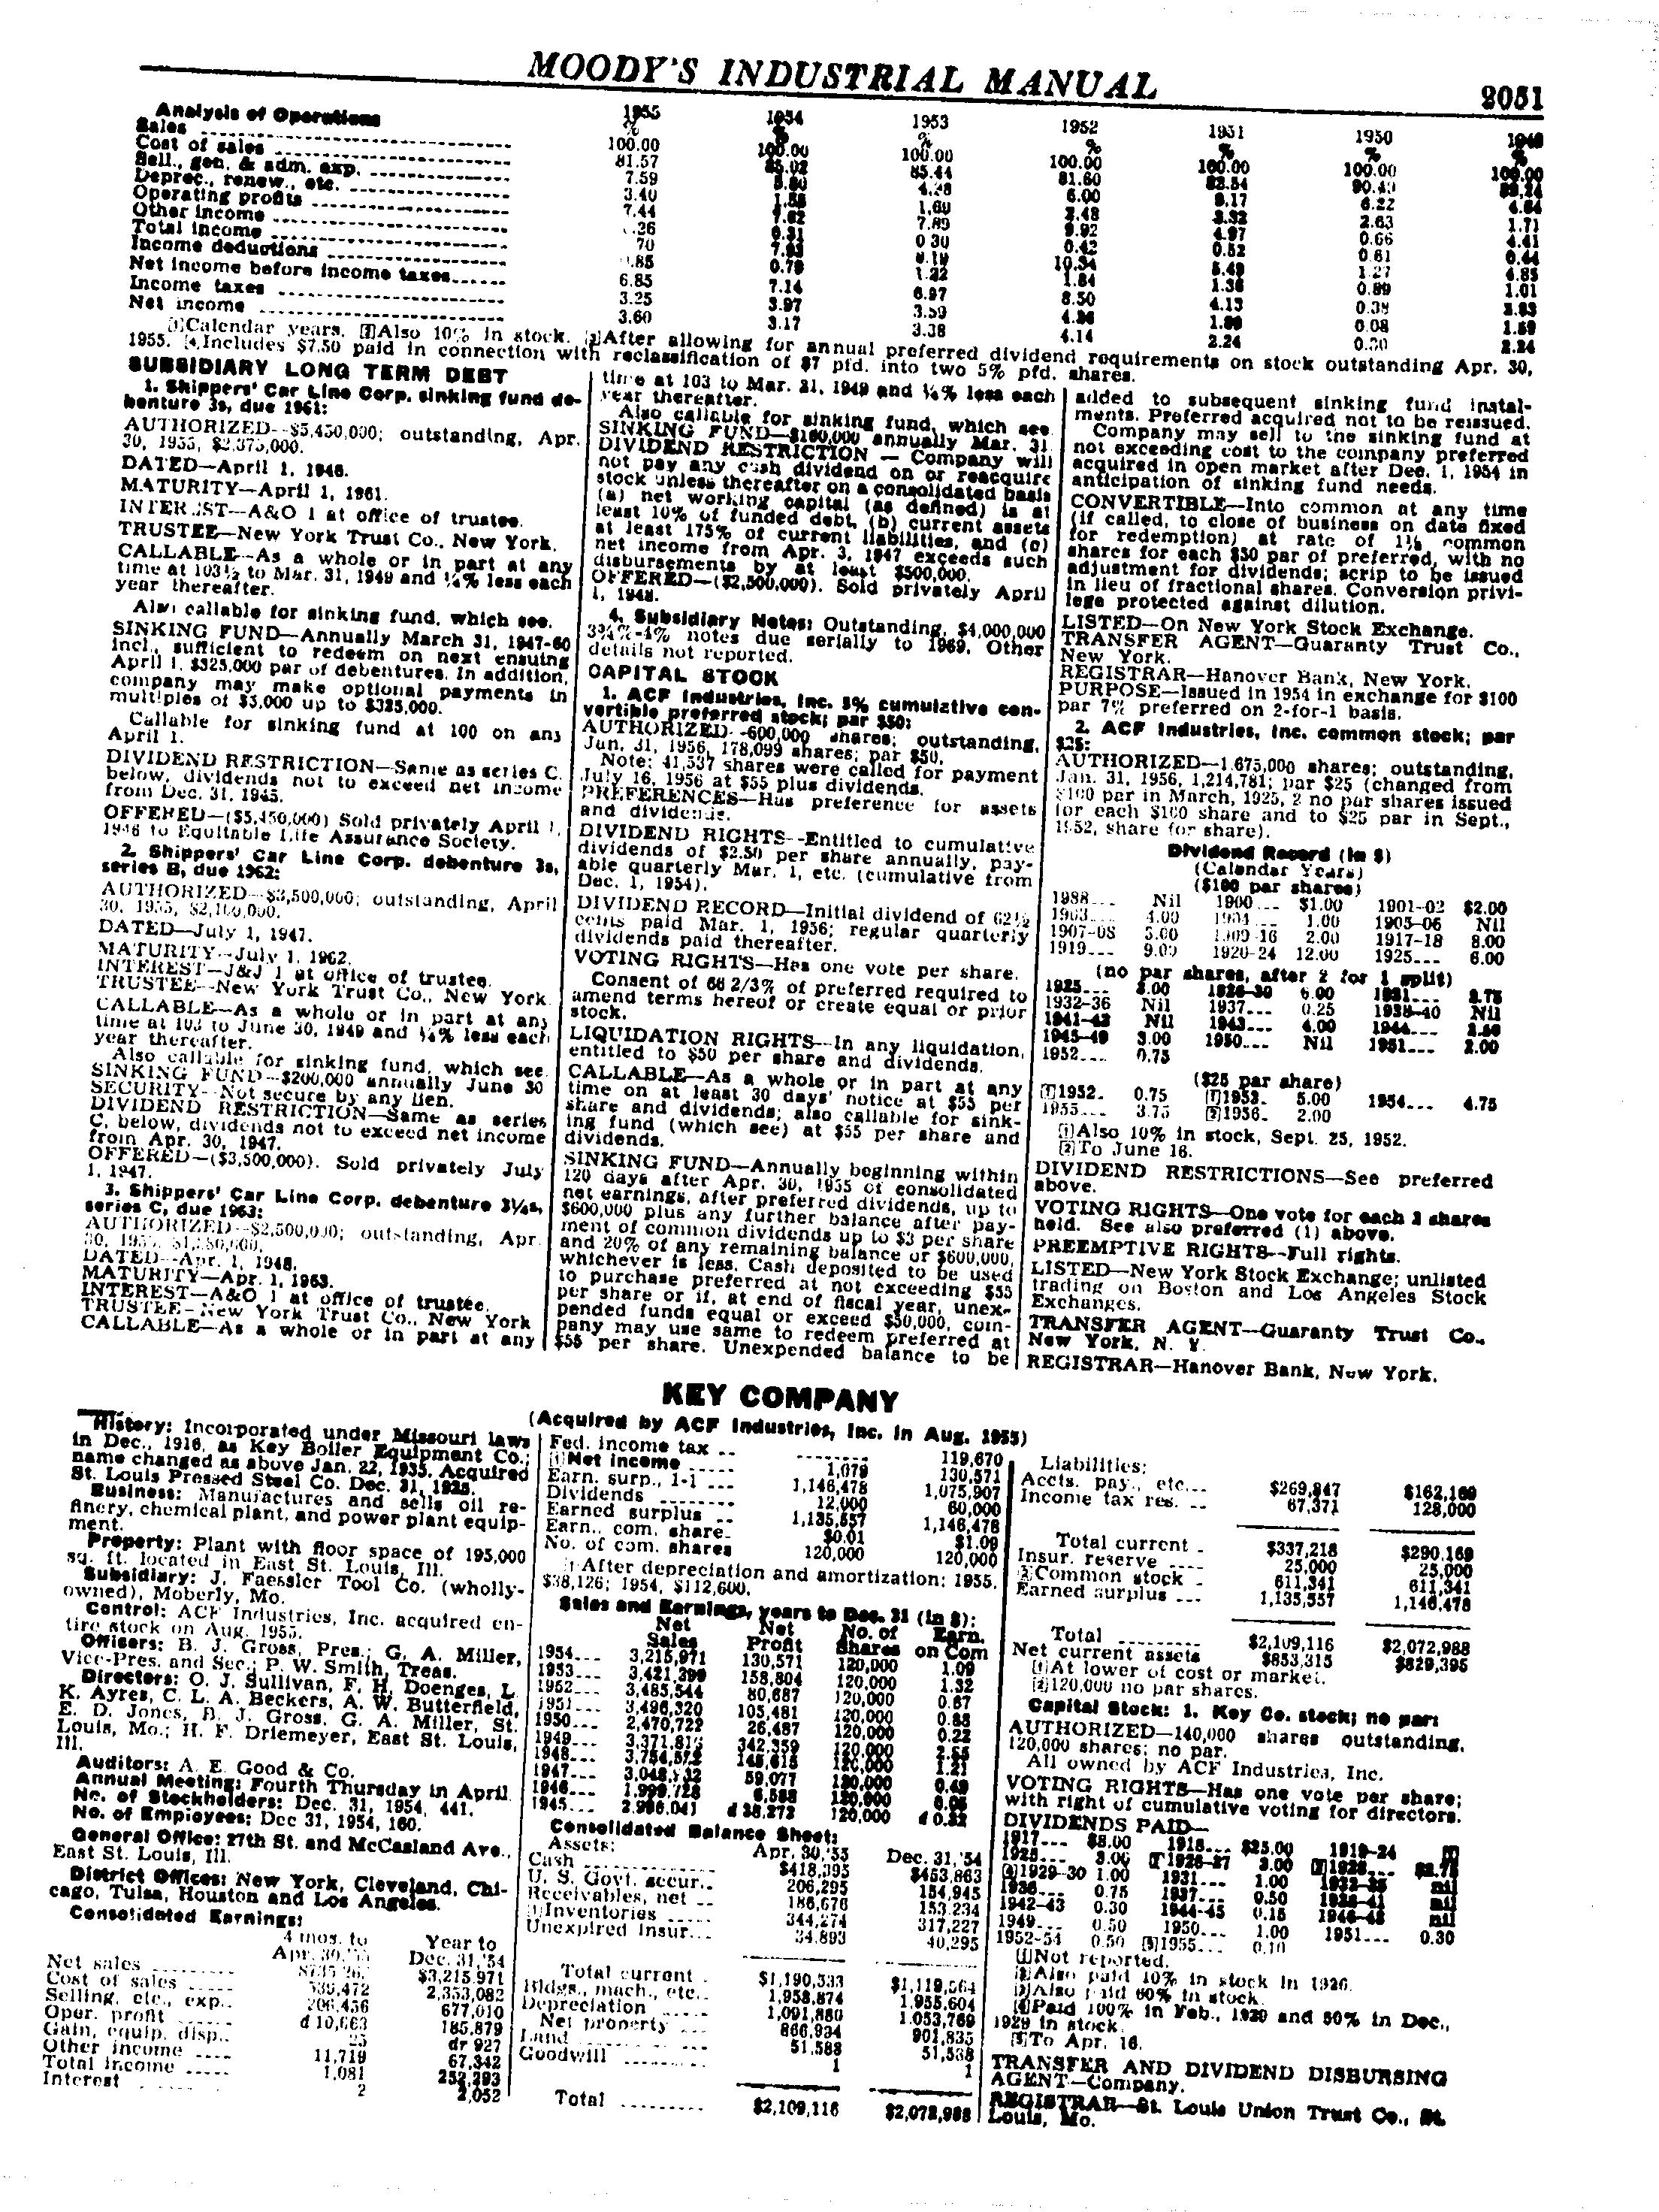 MOODY'S INDUSTRIAL MANUAL 2051
Analysis of Operations 1955 1954 1953 1952 1951 1950 1949
% % % % % % %
Sales 100.00 100.00 100.00 100.00 100.00 100.00 100.00
Cost of sales 81.57 85.02 85.44 81.60 82.54 90.49
Sell., gen. & adm. exp. 7.59 5.80 4.28 6.00 9.17 6.22 4.64
Deprec., renew., etc. 3.40 1.56 1.69 2.48 3.32 2.63 1.71
Operating profits 7.44 7.62 7.89 9.92 4.97 0.66 4.41
Other income .26 0.31 0.30 0.42 0.52 0.61 0.44
Total income 70 7.93 8.19 10.34 5.49 1.27 4.85
Income deductions .85 0.79 1.22 1.84 1.36 0.89 1.01
Net income before income taxes 6.85 7.14 6.97 8.50 4.13 0.38 3.83
Income taxes 3.25 3.97 3.59 4.36 1.89 0.08 1.59
Net income 3.60 3.17 3.38 4.14 2.24 0.30 2.24
[1]Calendar years. [2]Also 10% in stock. [3]After allowing for annual preferred dividend requirements on stock outstanding Apr. 30,
1955. [4]Includes $7.50 paid in connection with reclassification of $7 pfd. into two 5% pfd. shares.
SUBSIDIARY LONG TERM DEBT
1. Shippers' Car Line Corp. sinking fund de-
benture 3s, due 1961:
AUTHORIZED--$5,450,000; outstanding, Apr.
30, 1955, $2,375,000.
DATED—April 1, 1946.
MATURITY—April 1, 1961.
INTEREST—A&O 1 at office of trustee.
TRUSTEE—New York Trust Co., New York.
CALLABLE—As a whole or in part at any
time at 103½ to Mar. 31, 1949 and ¼% less each
year thereafter.
Also callable for sinking fund, which see.
SINKING FUND—Annually March 31, 1947-60
incl., sufficient to redeem on next ensuing
April 1, $325,000 par of debentures. In addition,
company may make optional payments in
multiples of $5,000 up to $325,000.
Callable for sinking fund at 100 on any
April 1.
DIVIDEND RESTRICTION—Same as series C.
below, dividends not to exceed net income
from Dec. 31, 1945.
OFFERED—($5,450,000) Sold privately April 1,
1946 to Equitable Life Assurance Society.
2. Shippers' Car Line Corp. debenture 3s,
series B, due 1962:
AUTHORIZED--$3,500,000; outstanding, April
30, 1955, $2,100,000.
DATED—July 1, 1947.
MATURITY--July 1, 1962.
INTEREST—J&J 1 at office of trustee.
TRUSTEE--New York Trust Co., New York.
CALLABLE—As a whole or in part at any
time at 103 to June 30, 1949 and ¼% less each
year thereafter.
Also callable for sinking fund, which see.
SINKING FUND--$200,000 annually June 30
SECURITY--Not secure by any lien.
DIVIDEND RESTRICTION—Same as series
C, below, dividends not to exceed net income
from Apr. 30, 1947.
OFFERED—($3,500,000). Sold privately July
1, 1947.
3. Shippers' Car Line Corp. debenture 3¼s,
series C, due 1963:
AUTHORIZED--$2,500,000; outstanding, Apr.
30, 1955,
DATED--Apr. 1, 1948.
MATURITY—Apr. 1, 1963.
INTEREST—A&O 1 at office of trustee.
TRUSTEE—New York Trust Co., New York
CALLABLE—As a whole or in part at any
time at 103 to Mar. 31, 1949 and ¼% less each
year thereafter.
Also callable for sinking fund, which see
SINKING FUND—$160,000 annually Mar. 31.
DIVIDEND RESTRICTION — Company will
not pay any cash dividend on or reacquire
stock unless thereafter on a consolidated basis
(a) net working capital (as defined) is at
least 10% of funded debt, (b) current assets
at least 175% of current liabilities, and (c)
net income from Apr. 3, 1947 exceeds such
disbursements by at least $500,000.
OFFERED—($2,500,000). Sold privately April
1, 1948.
4. Subsidiary Notes: Outstanding, $4,000,000
3¾%-4% notes due serially to 1969. Other
details not reported.
CAPITAL STOCK
1. ACF Industries, Inc. 5% cumulative con-
vertible preferred stock; par $50:
AUTHORIZED--600,000 shares; outstanding,
Jan. 31, 1956, 178,099 shares; par $50.
Note: 41,537 shares were called for payment
July 16, 1956 at $55 plus dividends.
PREFERENCES—Has preference for assets
and dividends.
DIVIDEND RIGHTS--Entitled to cumulative
dividends of $2.50 per share annually, pay-
able quarterly Mar. 1, etc. (cumulative from
Dec. 1, 1954).
DIVIDEND RECORD—Initial dividend of 62½
cents paid Mar. 1, 1956; regular quarterly
dividends paid thereafter.
VOTING RIGHTS—Has one vote per share.
Consent of 66 2/3% of preferred required to
amend terms hereof or create equal or prior
stock.
LIQUIDATION RIGHTS--In any liquidation,
entitled to $50 per share and dividends.
CALLABLE—As a whole or in part at any
time on at least 30 days' notice at $55 per
share and dividends; also callable for sink-
ing fund (which see) at $55 per share and
dividends.
SINKING FUND—Annually beginning within
120 days after Apr. 30, 1955 of consolidated
net earnings, after preferred dividends, up to
$600,000 plus any further balance after pay-
ment of common dividends up to $3 per share
and 20% of any remaining balance or $600,000,
whichever is less. Cash deposited to be used
to purchase preferred at not exceeding $55
per share or if, at end of fiscal year, unex-
pended funds equal or exceed $50,000, com-
pany may use same to redeem preferred at
$55 per share. Unexpended balance to be
added to subsequent sinking fund instal-
ments. Preferred acquired not to be reissued.
Company may sell to the sinking fund at
not exceeding cost to the company preferred
acquired in open market after Dec. 1, 1954 in
anticipation of sinking fund needs.
CONVERTIBLE—Into common at any time
(if called, to close of business on date fixed
for redemption) at rate of common
shares for each $50 par of preferred, with no
adjustment for dividends; scrip to be issued
in lieu of fractional shares. Conversion privi-
lege protected against dilution.
LISTED—On New York Stock Exchange.
TRANSFER AGENT—Guaranty Trust Co.,
New York.
REGISTRAR—Hanover Bank, New York.
PURPOSE—Issued in 1954 in exchange for $100
par 7% preferred on 2-for-1 basis.
2. ACF Industries, Inc. common stock; par
$25:
AUTHORIZED—1,675,000 shares; outstanding,
Jan. 31, 1956, 1,214,781; par $25 (changed from
$100 par in March, 1925, 2 no par shares issued
for each $100 share and to $25 par in Sept.,
1952, share for share).
Dividend Record (in $)
(Calendar Years)
($100 par shares)
1988--- Nil 1900--- $1.00 1901-02 $2.00
1903--- 4.00 1904--- 1.00 1905-06 Nil
1907-08 5.00 1909-16 2.00 1917-18 8.00
1919--- 9.00 1920-24 12.00 1925--- 6.00
(no par shares, after 2 for 1 split)
1925--- 3.00 1926-30 6.00 1931--- 2.75
1932-36 Nil 1937--- 0.25 1938-40 Nil
1941-42 Nil 1943--- 4.00 1944---
1945-49 3.00 1950--- Nil 1951--- 2.00
1952--- 0.75
($25 par share)
[1]1952- 0.75 [1]1953- 5.00 1954--- 4.75
1955--- 3.75 [2]1956- 2.00
[1]Also 10% in stock, Sept. 25, 1952.
[2]To June 16.
DIVIDEND RESTRICTIONS—See preferred
above.
VOTING RIGHTS—One vote for each 2 shares
held. See also preferred (1) above.
PREEMPTIVE RIGHTS--Full rights.
LISTED—New York Stock Exchange; unlisted
trading on Boston and Los Angeles Stock
Exchanges.
TRANSFER AGENT—Guaranty Trust Co.,
New York, N. Y.
REGISTRAR—Hanover Bank, New York.
KEY COMPANY
(Acquired by ACF Industries, Inc. in Aug. 1955)
History: Incorporated under Missouri laws
in Dec., 1916, as Key Boiler Equipment Co.;
name changed as above Jan. 22, 1935. Acquired
St. Louis Pressed Steel Co. Dec. 31, 1925.
Business: Manufactures and sells oil re-
finery, chemical plant, and power plant equip-
ment.
Property: Plant with floor space of 195,000
sq. ft. located in East St. Louis, Ill.
Subsidiary: J. Faessler Tool Co. (wholly-
owned), Moberly, Mo.
Control: ACF Industries, Inc. acquired en-
tire stock on Aug. 1955.
Officers: B. J. Gross, Pres.; G. A. Miller,
Vice-Pres. and Sec.; P. W. Smith, Treas.
Directors: O. J. Sullivan, F. H. Doenges, L.
K. Ayres, C. L. A. Beckers, A. W. Butterfield,
E. D. Jones, B. J. Gross, G. A. Miller, St.
Louis, Mo.; H. F. Driemeyer, East St. Louis,
Ill.
Auditors: A. E. Good & Co.
Annual Meeting: Fourth Thursday in April
No. of Stockholders: Dec. 31, 1954, 441.
No. of Employees: Dec 31, 1954, 160.
General Office: 27th St. and McCasland Ave.,
East St. Louis, Ill.
District Offices: New York, Cleveland, Chi-
cago, Tulsa, Houston and Los Angeles.
Consolidated Earnings:
4 mos. to Year to
Apr. 30,'55 Dec. 31,'54
Net sales $3,215,971
Cost of sales 539,472 2,353,082
Selling, etc., exp.. 206,456 677,010
Oper. profit d 10,663 185,879
Gain, equip. disp.. 25 dr 927
Other income 11,719 67,342
Total income 1,081 252,293
Interest 2 2,052
Fed. income tax -------- 119,670
[1]Net income 1,079 130,571
Earn. surp., 1-1 1,146,478 1,075,907
Dividends 12,000 60,000
Earned surplus 1,135,557 1,146,478
Earn., com. share- $0.01 $1.09
No. of com. shares 120,000 120,000
[1]After depreciation and amortization: 1955,
$38,126; 1954, $112,600.
Sales and Earnings, years to Dec. 31 (in $):
Net Net No. of Earn.
Sales Profit Shares on Com
1954--- 3,215,971 130,571 120,000 1.09
1953--- 3,421,399 158,804 120,000 1.32
1952--- 3,485,544 80,687 120,000 0.67
1951--- 3,496,320 105,481 120,000 0.88
1950--- 2,470,722 26,487 120,000 0.22
1949--- 3,371,815 342,359 120,000
1948--- 3,754,572 145,615 120,000 1.21
1947--- 59,077 120,000 0.49
1946--- 1,999,728 6,588 120,000 0.05
1945--- 2,996,041 d 38,272 120,000 d 0.32
Consolidated Balance Sheet:
Assets: Apr. 30,'55 Dec. 31,'54
Cash $418,395 $453,863
U. S. Govt. secur.. 206,295 154,945
Receivables, net 186,676 153,234
[1]Inventories 344,274 317,227
Unexpired Insur... 34,893 40,295
Total current $1,190,533 $1,119,564
Bldgs., mach., etc.. 1,958,874 1,955,604
Depreciation 1,091,880 1,053,769
Net property 866,994 901,835
Land 51,588 51,588
Goodwill 1 1
Total $2,109,116 $2,072,988
Liabilities:
Accts. pay., etc... $269,847 $162,169
Income tax res. 67,371 128,000
Total current $337,218 $290,169
Insur. reserve 25,000 25,000
[2]Common stock 611,341 611,341
Earned surplus 1,135,557 1,146,478
Total $2,109,116 $2,072,988
Net current assets $853,315 $829,395
[1]At lower of cost or market.
[2]120,000 no par shares.
Capital Stock: 1. Key Co. stock; no par:
AUTHORIZED—140,000 shares outstanding,
120,000 shares; no par.
All owned by ACF Industries, Inc.
VOTING RIGHTS—Has one vote per share;
with right of cumulative voting for directors.
DIVIDENDS PAID—
1917--- $8.00 1918--- $25.00 1919-24 [1]
1925--- 3.00 [2]1926-27 3.00 [3]1928---
[4]1929-30 1.00 1931--- 1.00 1932-35 nil
1936--- 0.75 1937--- 0.50 1938-41 nil
1942-43 0.30 1944-45 0.15 1946-48 nil
1949--- 0.50 1950--- 1.00 1951--- 0.30
1952-54 0.50 [5]1955--- 0.10
[1]Not reported.
[2]Also paid 10% in stock in 1926.
[3]Also paid 60% in stock.
[4]Paid 100% in Feb., 1929 and 50% in Dec.,
1929 in stock.
[5]To Apr. 16.
TRANSFER AND DIVIDEND DISBURSING
AGENT—Company.
REGISTRAR—St. Louis Union Trust Co., St.
Louis, Mo.